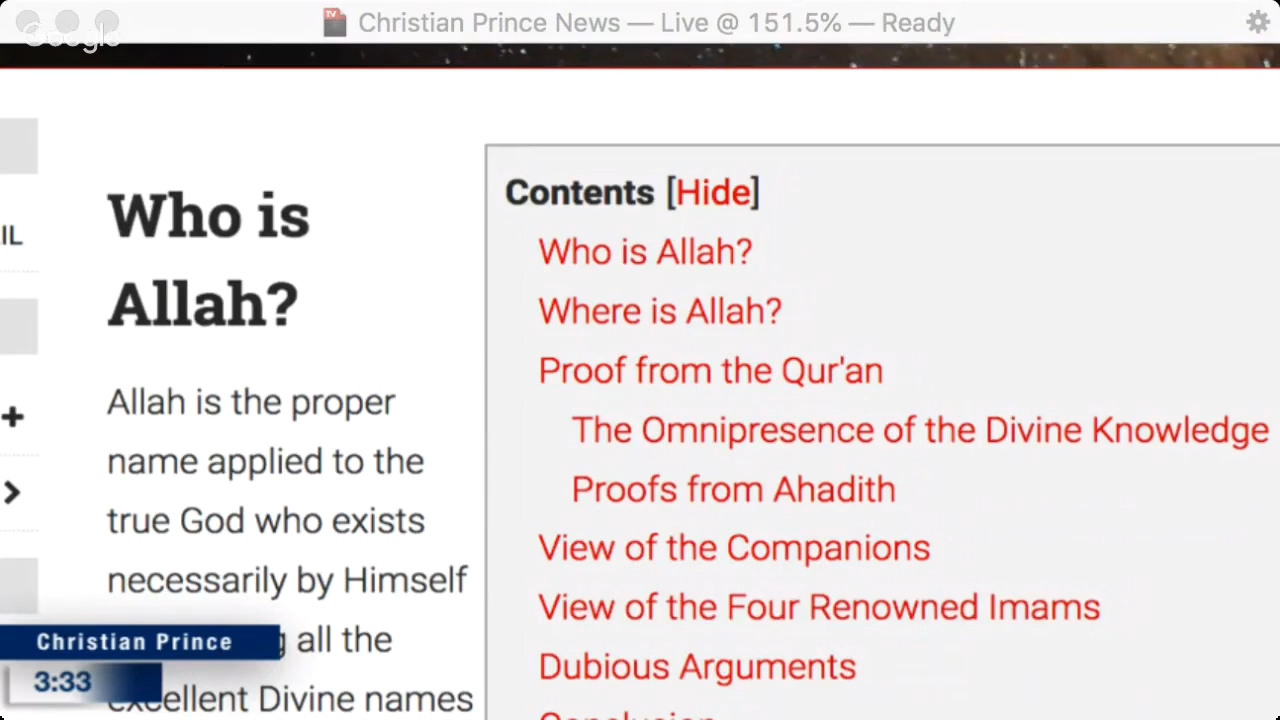 Christian Prince News — Live @ 151.5% — Ready
Google
IL
Who is
Allah?
Allah is the proper
name applied to the
true God who exists
necessarily by Himself
all the
excellent Divine names
Contents [Hide]
Who is Allah?
Where is Allah?
Proof from the Qur'an
The Omnipresence of the Divine Knowledge
Proofs from Ahadith
View of the Companions
View of the Four Renowned Imams
Dubious Arguments
Conclusion
Christian Prince
3:33